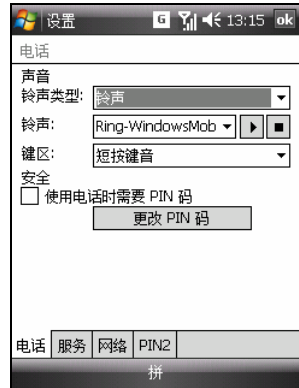 设置 G 13:15 ok
电话
声音
铃声类型: 铃声
铃声: Ring-WindowsMob
键区: 短按键音
安全
使用电话时需要 PIN 码
更改 PIN 码
电话 服务 网络 PIN2
拼